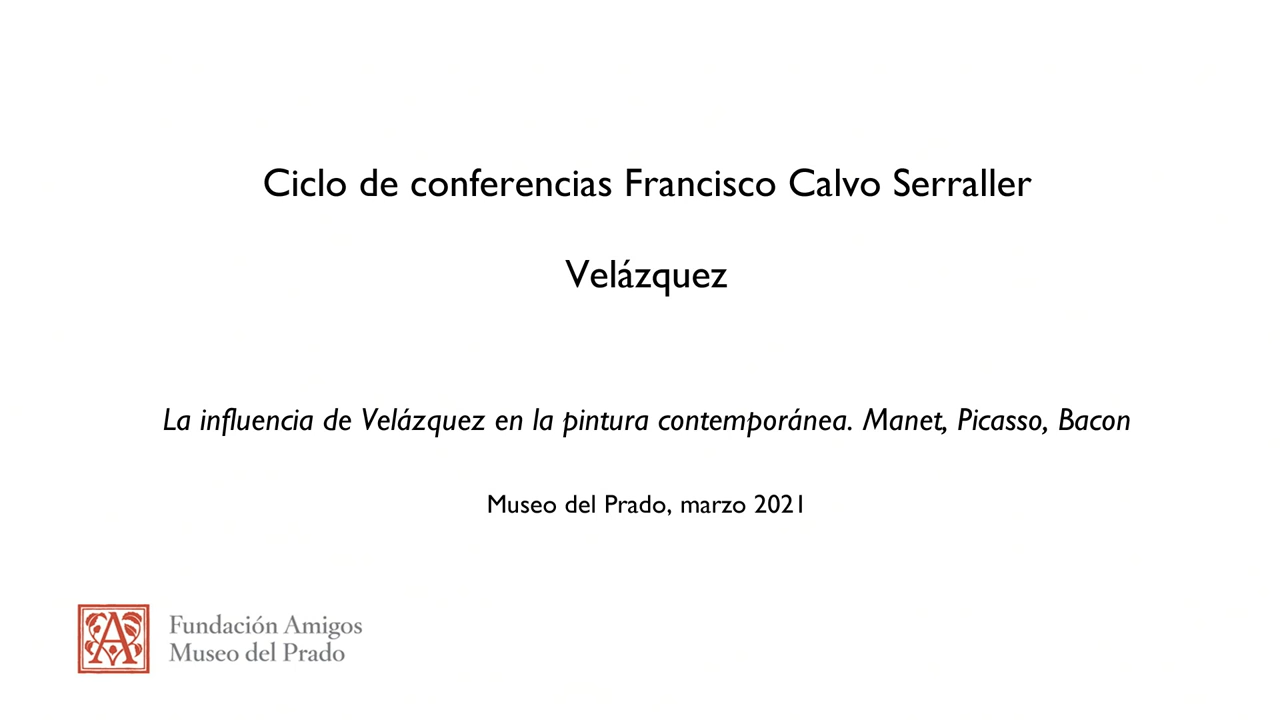 Ciclo de conferencias Francisco Calvo Serraller
Velázquez
La influencia de Velázquez en la pintura contemporánea. Manet, Picasso, Bacon
Museo del Prado, marzo 2021
A
Fundación Amigos
Museo del Prado